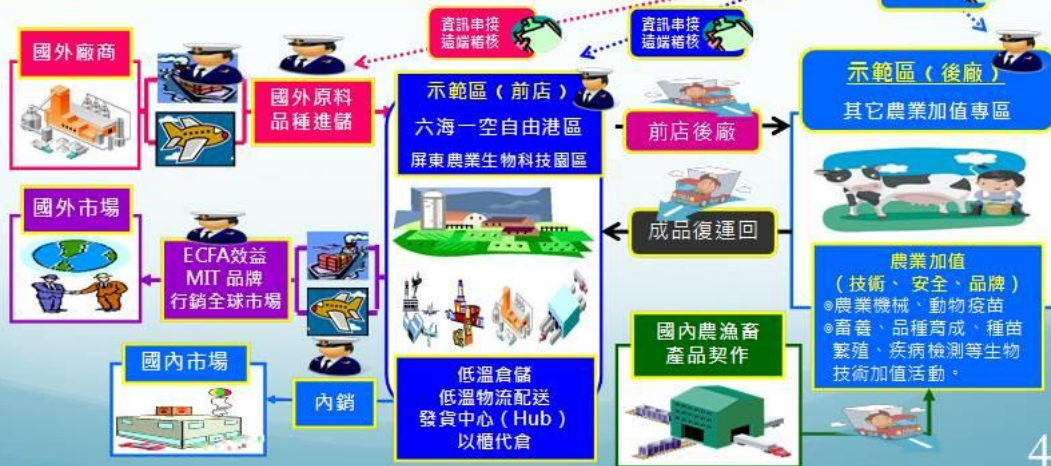 資訊串接
遠端稽核
資訊串接
遠端稽核
國外廠商
國外原料
品種進儲
示範區（前店）
六海一空自由港區
屏東農業生物科技園區
前店後廠
示範區（後廠）
其它農業加值專區
國外市場
ECFA效益
MIT 品牌
行銷全球市場
成品復運回
農業加值
（技術、 安全、品牌）
◎農業機械、動物疫苗
◎畜養、品種育成、種苗
繁殖、疾病檢測等生物
技術加值活動。
國內農漁畜
產品契作
國內市場
內銷
低溫倉儲
低溫物流配送
發貨中心（Hub）
以櫃代倉
4